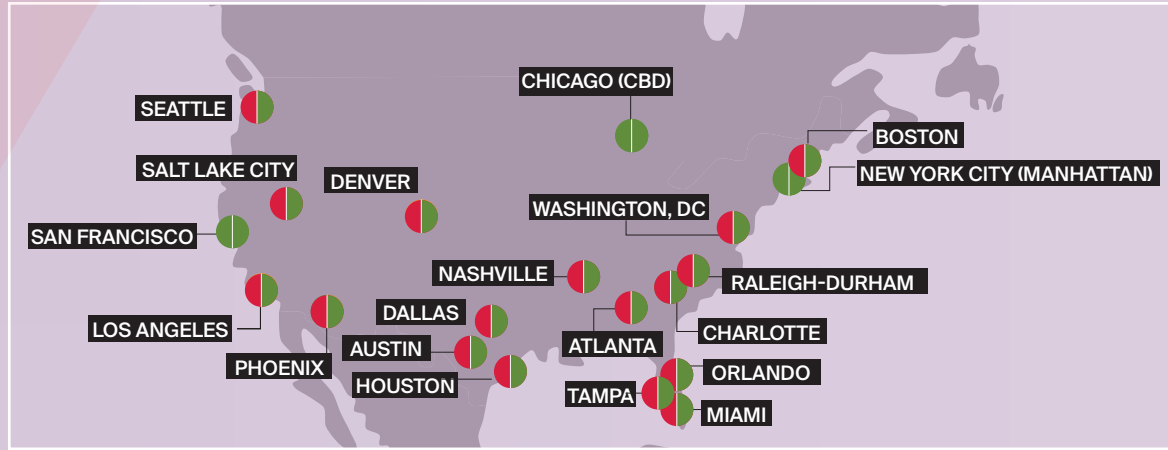 CHICAGO (CBD)
SEATTLE
BOSTON
SALT LAKE CITY
NEW YORK CITY (MANHATTAN)
DENVER
WASHINGTON, DC
SAN FRANCISCO
NASHVILLE
RALEIGH-DURHAM
DALLAS
LOS ANGELES
CHARLOTTE
AUSTIN
ATLANTA
PHOENIX
ORLANDO
HOUSTON
TAMPA
MIAMI